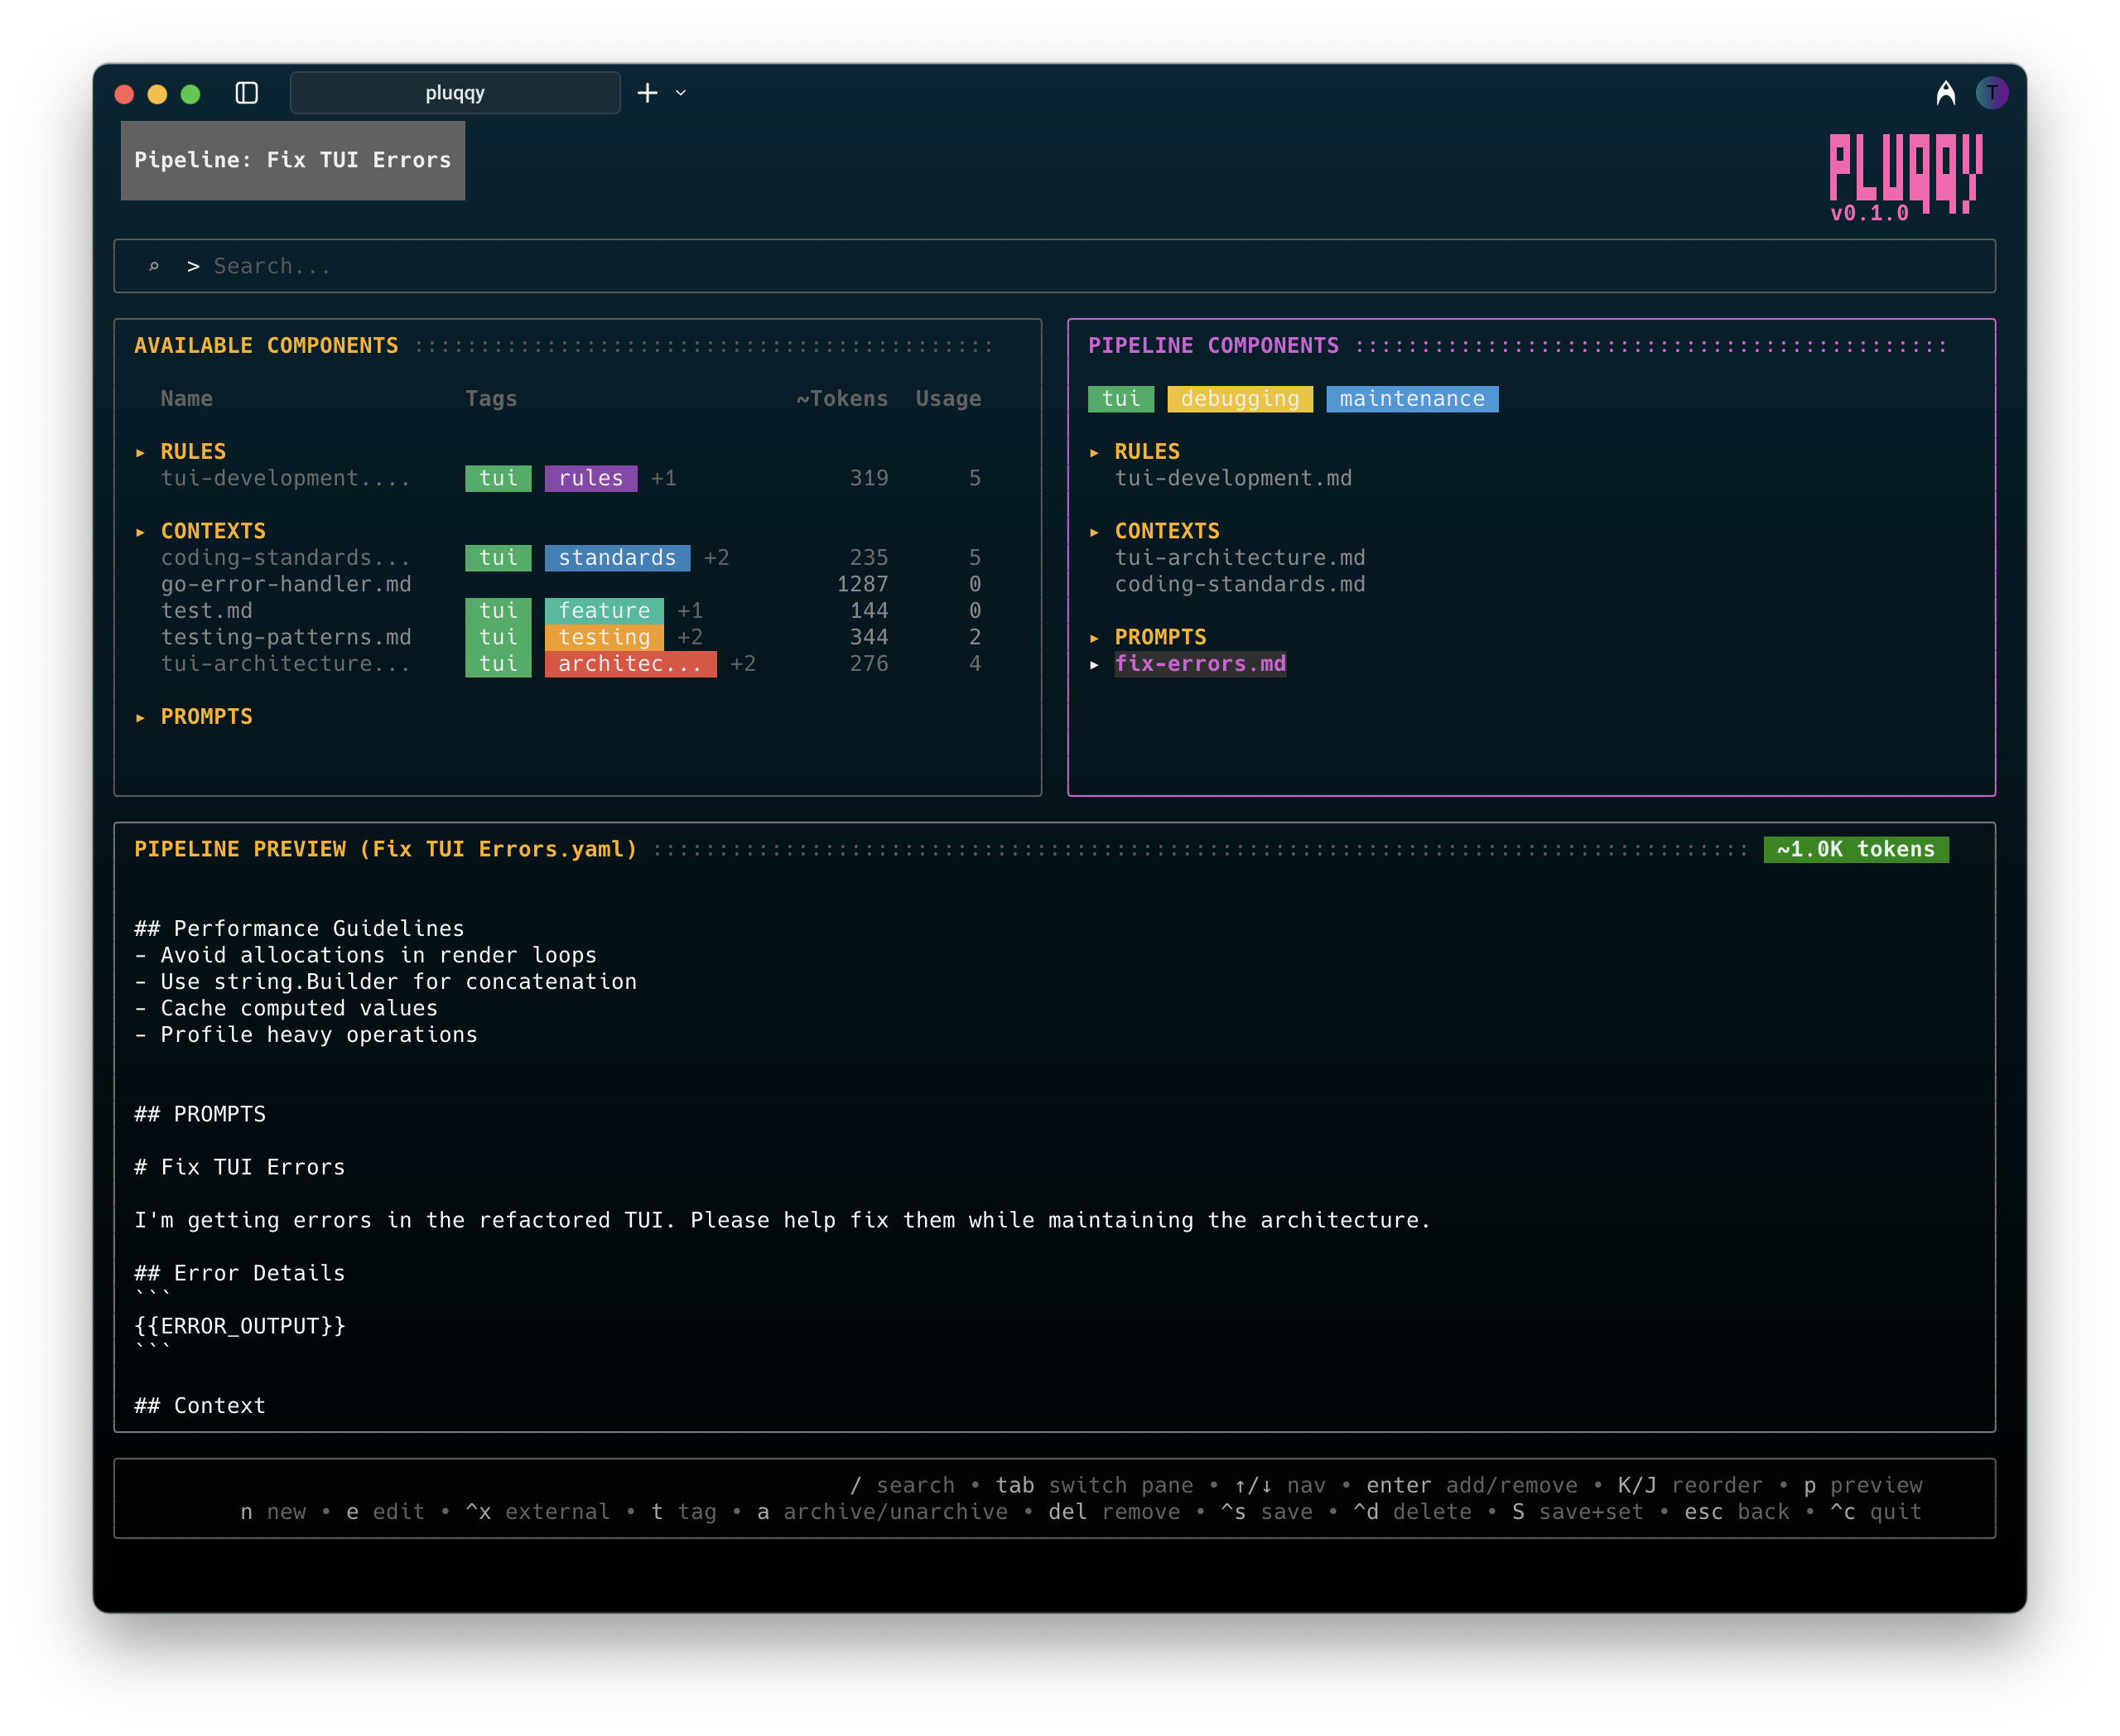 pluqqy
T
Pipeline: Fix TUI Errors
PLUQQY
v0.1.0
> Search...
AVAILABLE COMPONENTS ::::::::::::::::::::::::::::::::::::::::::::
Name Tags ~Tokens Usage
▸ RULES
tui-development.... tui rules +1 319 5
▸ CONTEXTS
coding-standards... tui standards +2 235 5
go-error-handler.md 1287 0
test.md tui feature +1 144 0
testing-patterns.md tui testing +2 344 2
tui-architecture... tui architec... +2 276 4
▸ PROMPTS
PIPELINE COMPONENTS :::::::::::::::::::::::::::::::::::::::::::::
tui debugging maintenance
▸ RULES
tui-development.md
▸ CONTEXTS
tui-architecture.md
coding-standards.md
▸ PROMPTS
▸ fix-errors.md
PIPELINE PREVIEW (Fix TUI Errors.yaml) ::::::::::::::::::::::::::::::::::::::::::::::::::::::::::::::::::::::::::::::::::: ~1.0K tokens
## Performance Guidelines
- Avoid allocations in render loops
- Use string.Builder for concatenation
- Cache computed values
- Profile heavy operations
## PROMPTS
# Fix TUI Errors
I'm getting errors in the refactored TUI. Please help fix them while maintaining the architecture.
## Error Details
```
{{ERROR_OUTPUT}}
```
## Context
/ search • tab switch pane • ↑/↓ nav • enter add/remove • K/J reorder • p preview
n new • e edit • ^x external • t tag • a archive/unarchive • del remove • ^s save • ^d delete • S save+set • esc back • ^c quit